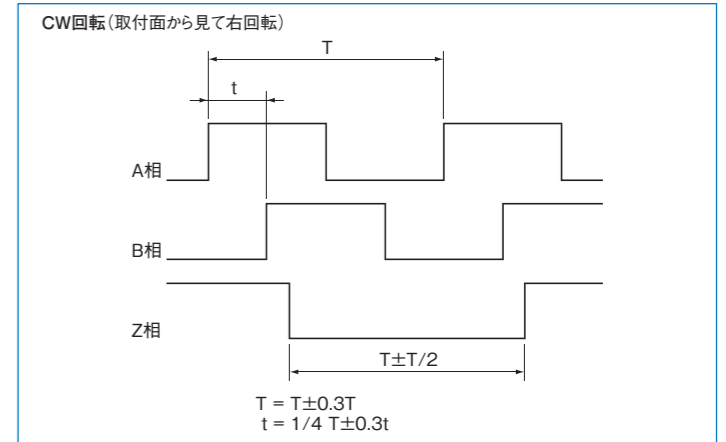 CW回転(取付面から見て右回転)
T
t
A相
B相
Z相
T±T/2
T = T±0.3T
t = 1/4 T±0.3t